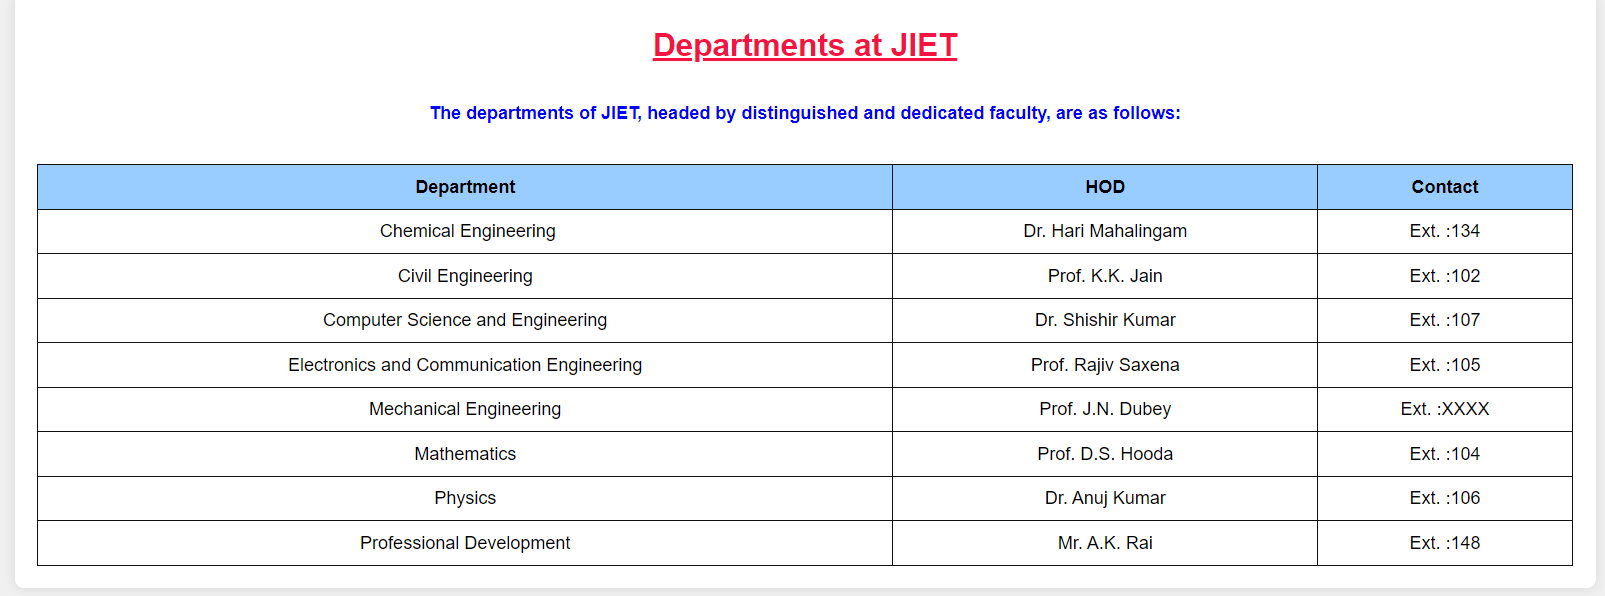 Departments at JIET
The departments of JIET, headed by distinguished and dedicated faculty, are as follows:
Department HOD Contact
Chemical Engineering Dr. Hari Mahalingam Ext. :134
Civil Engineering Prof. K.K. Jain Ext. :102
Computer Science and Engineering Dr. Shishir Kumar Ext. :107
Electronics and Communication Engineering Prof. Rajiv Saxena Ext. :105
Mechanical Engineering Prof. J.N. Dubey Ext. :XXXX
Mathematics Prof. D.S. Hooda Ext. :104
Physics Dr. Anuj Kumar Ext. :106
Professional Development Mr. A.K. Rai Ext. :148